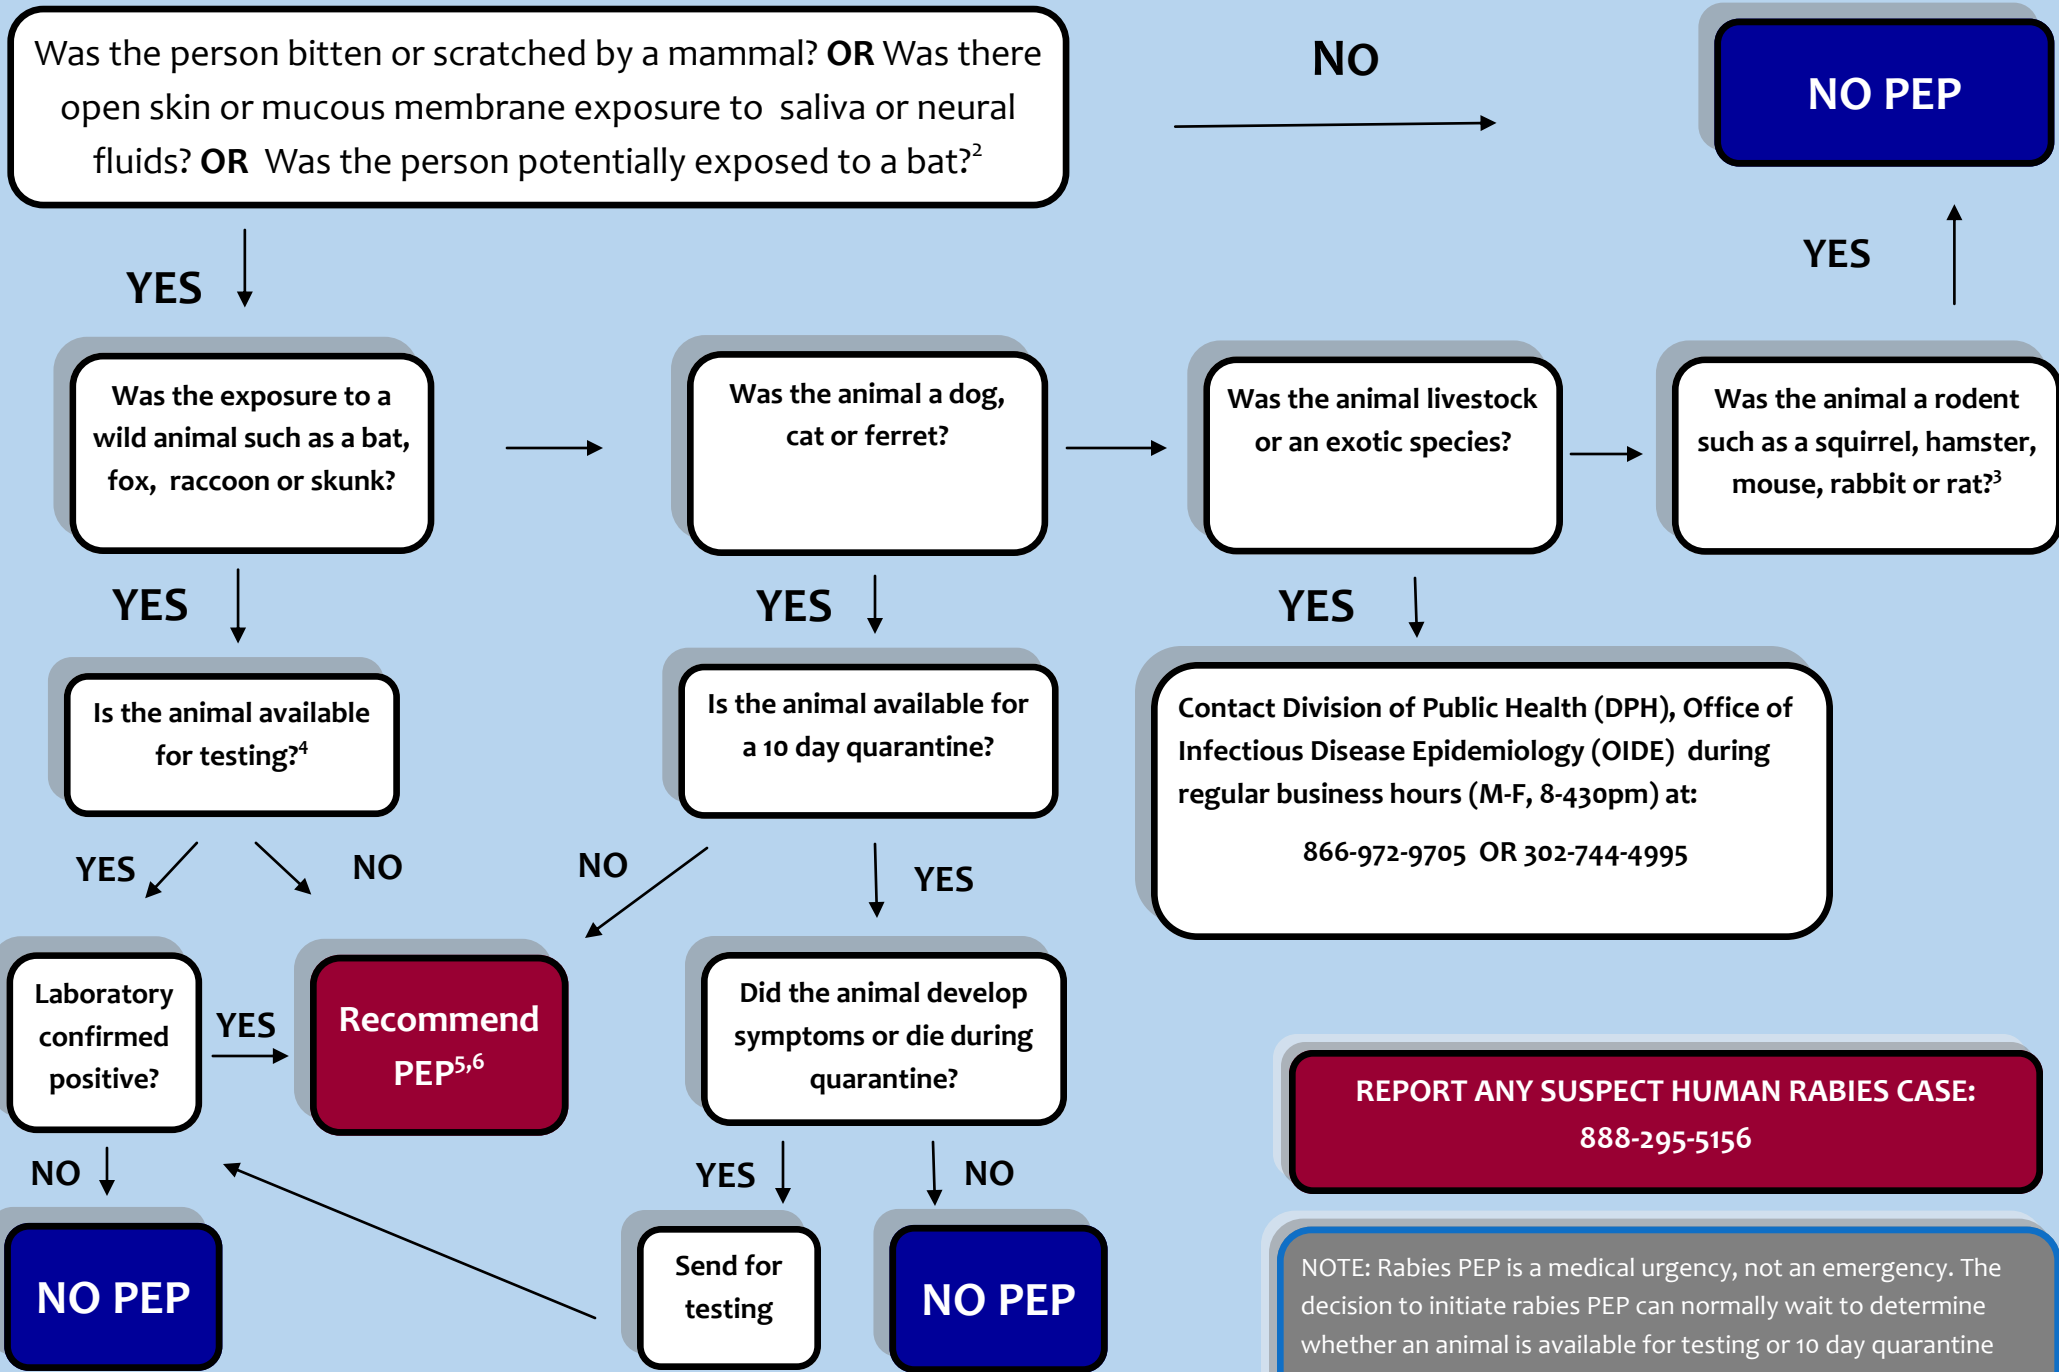 Was the person bitten or scratched by a mammal? OR Was there
open skin or mucous membrane exposure to saliva or neural
fluids? OR Was the person potentially exposed to a bat?²
NO
NO PEP
YES
YES
Was the exposure to a
wild animal such as a bat,
fox, raccoon or skunk?
Was the animal a dog,
cat or ferret?
Was the animal livestock
or an exotic species?
Was the animal a rodent
such as a squirrel, hamster,
mouse, rabbit or rat?³
YES
YES
YES
Is the animal available
for testing?⁴
Is the animal available for
a 10 day quarantine?
Contact Division of Public Health (DPH), Office of
Infectious Disease Epidemiology (OIDE) during
regular business hours (M-F, 8-430pm) at:
866-972-9705 OR 302-744-4995
YES
NO
NO
YES
Laboratory
confirmed
positive?
YES
Recommend
PEP⁵,⁶
Did the animal develop
symptoms or die during
quarantine?
REPORT ANY SUSPECT HUMAN RABIES CASE:
888-295-5156
NO
YES
NO
NO PEP
Send for
testing
NO PEP
NOTE: Rabies PEP is a medical urgency, not an emergency. The
decision to initiate rabies PEP can normally wait to determine
whether an animal is available for testing or 10 day quarantine